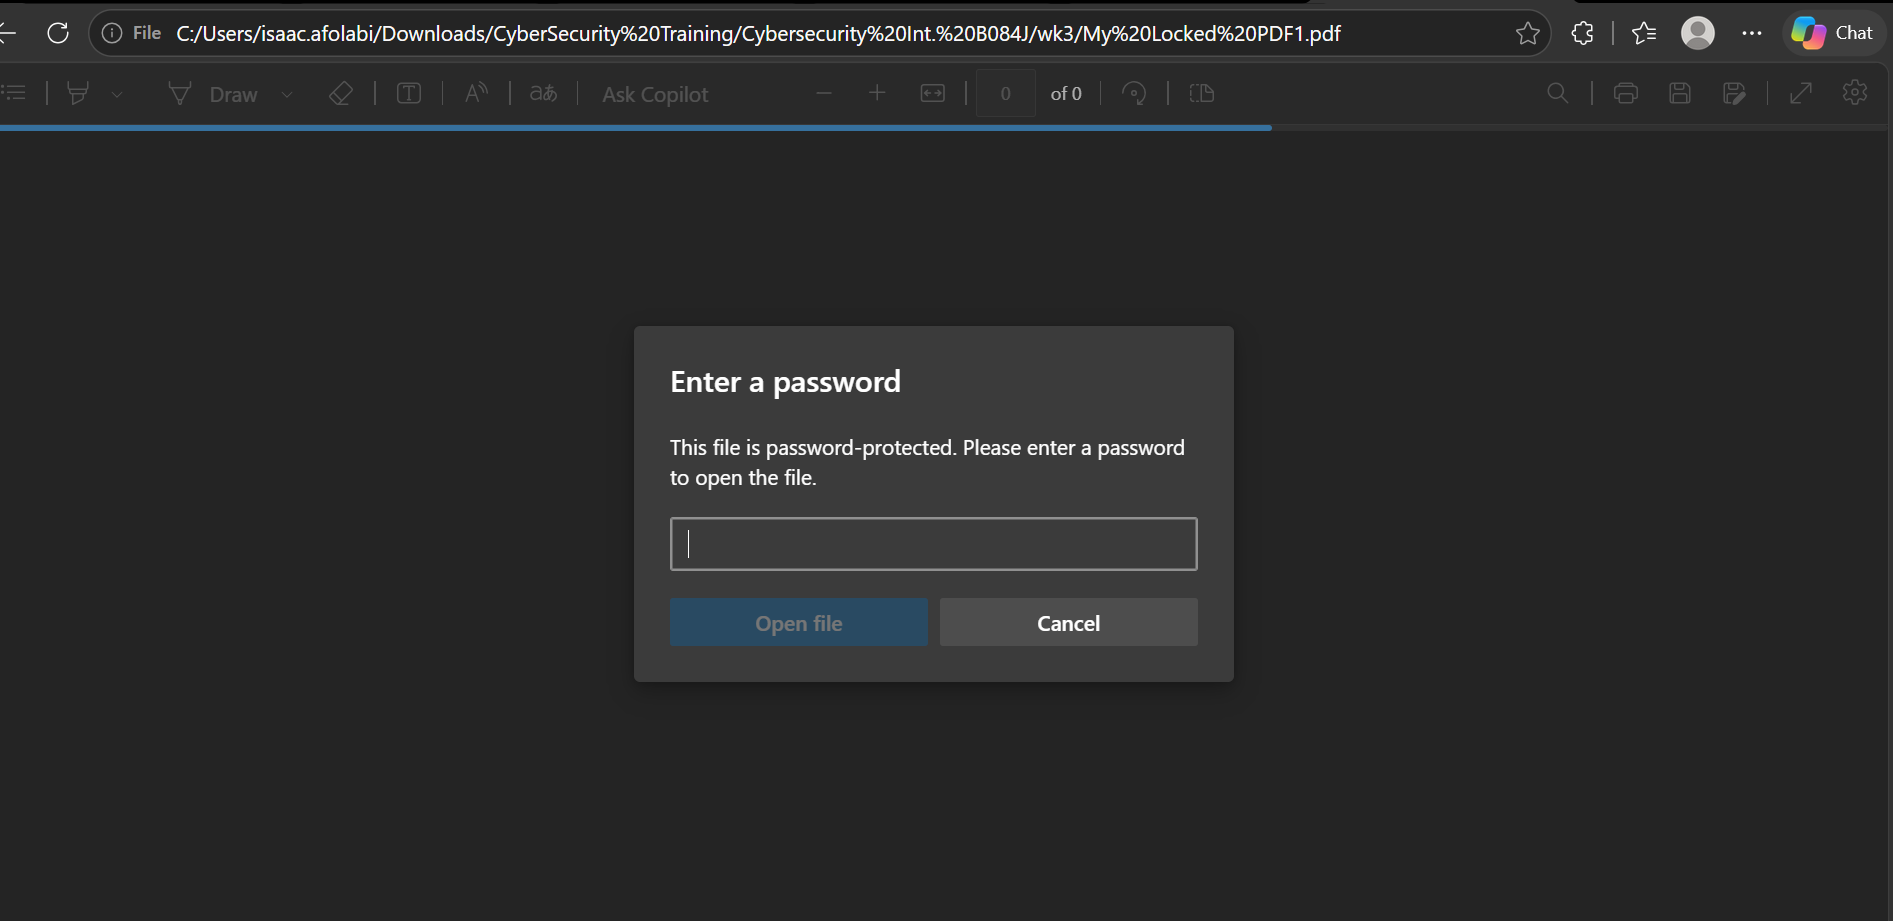 File C:/Users/isaac.afolabi/Downloads/CyberSecurity%20Training/Cybersecurity%20Int.%20B084J/wk3/My%20Locked%20PDF1.pdf
Chat
Draw
aあ
Ask Copilot
0 of 0
Enter a password
This file is password-protected. Please enter a password
to open the file.
Open file
Cancel